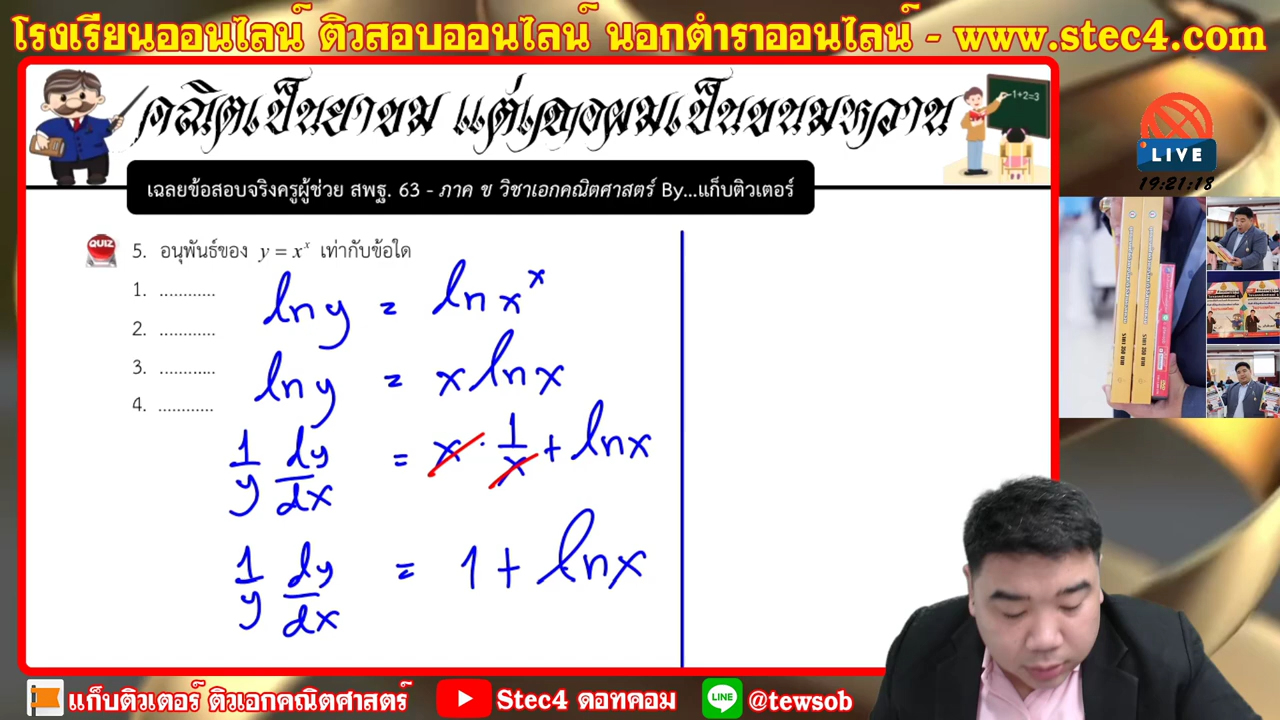 โรงเรียนออนไลน์ ติวสอบออนไลน์ นอกตำราออนไลน์ - www.stec4.com
คณิตเป็นยาขม แต่เธอผมเป็นขนมหวาน
1+2=3
LIVE
19:21:18
เฉลยข้อสอบจริงครูผู้ช่วย สพฐ. 63 - ภาค ข วิชาเอกคณิตศาสตร์ By...แก็บติวเตอร์
QUIZ
5. อนุพันธ์ของ y = x^x เท่ากับข้อใด
1. ............
2. ............
3. ............
4. ............
ln y = ln x^x
ln y = x ln x
1/y dy/dx = x · 1/x + ln x
1/y dy/dx = 1 + ln x
แก็บติวเตอร์ ติวเอกคณิตศาสตร์
Stec4 ดอทคอม
LINE
@tewsob